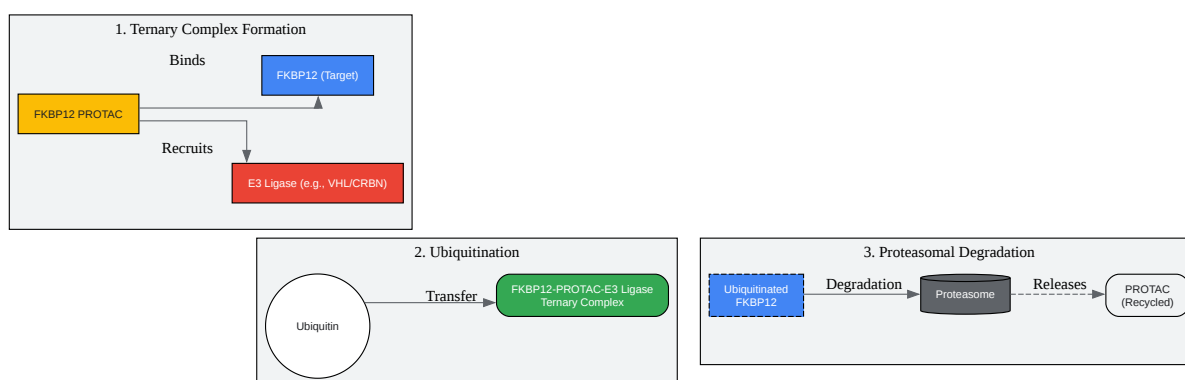 1. Ternary Complex Formation
Binds
FKBP12 (Target)
FKBP12 PROTAC
Recruits
E3 Ligase (e.g., VHL/CRBN)
2. Ubiquitination
Ubiquitin
Transfer
FKBP12-PROTAC-E3 Ligase
Ternary Complex
3. Proteasomal Degradation
Ubiquitinated
FKBP12
Degradation
Proteasome
Releases
PROTAC
(Recycled)